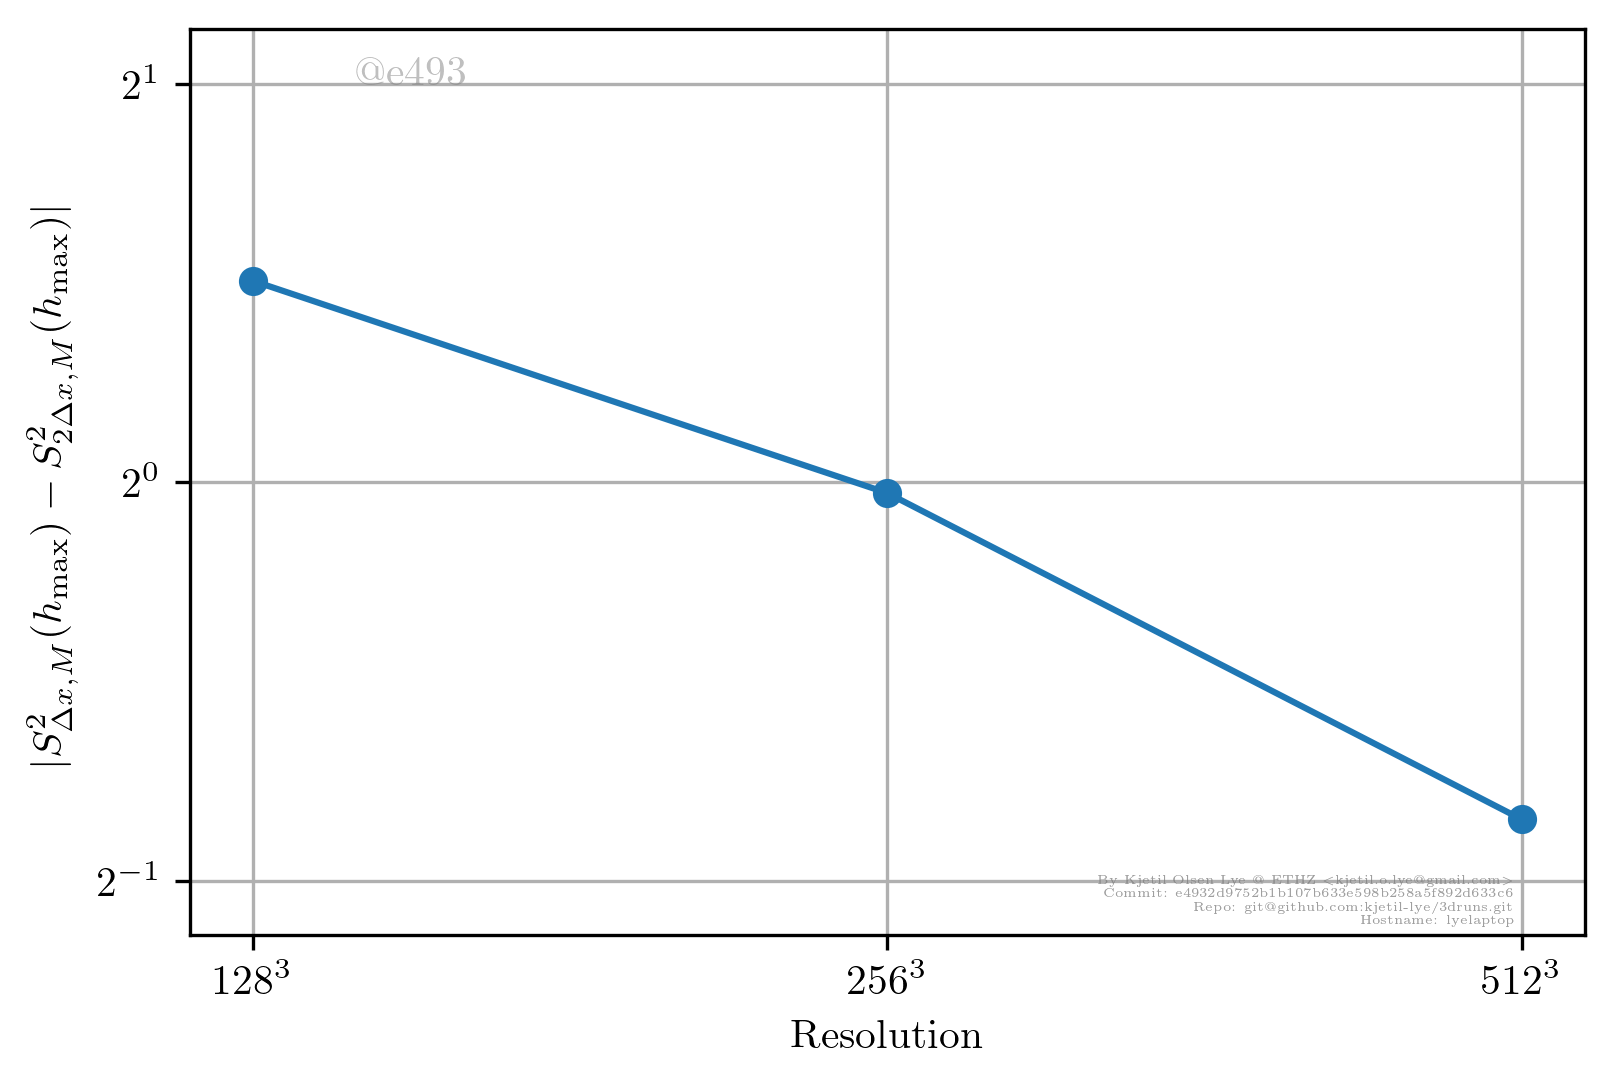 @e493
2^1
2^0
2^{-1}
|S^2_{Δx,M}(h_max) − S^2_{2Δx,M}(h_max)|
By Kjetil Olsen Lye @ ETHZ <kjetil.o.lye@gmail.com>
Commit: e4932d9752b1b107b633e598b258a5f892d633c6
Repo: git@github.com:kjetil-lye/3druns.git
Hostname: lyelaptop
128^3 256^3 512^3
Resolution